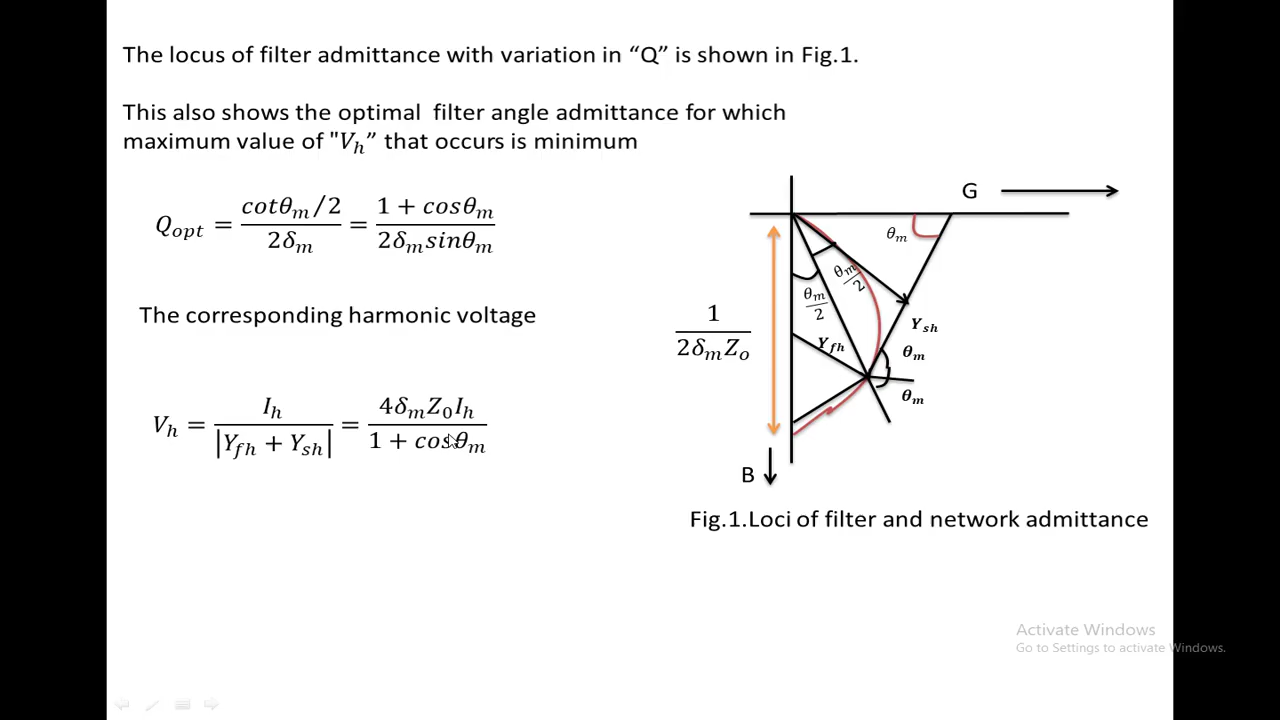 The locus of filter admittance with variation in “Q” is shown in Fig.1.
This also shows the optimal  filter angle admittance for which
maximum value of "V_h” that occurs is minimum
Q_opt = cotθ_m/2 / 2δ_m = 1 + cosθ_m / 2δ_m sinθ_m
The corresponding harmonic voltage
V_h = I_h / |Y_fh + Y_sh| = 4δ_m Z_0 I_h / 1 + cosθ_m
G
θ_m
θ_m/2
θ_m/2
1 / 2δ_m Z_o
Y_sh
Y_fh
θ_m
θ_m
B
Fig.1.Loci of filter and network admittance
Activate Windows
Go to Settings to activate Windows.